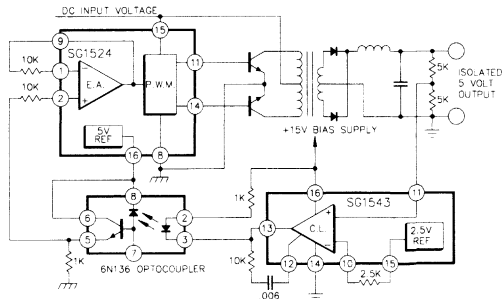 DC INPUT VOLTAGE
15
SG1524
9
10K
1
E.A.
P.W.M.
11
10K
2
14
5V
REF
16
8
5K
5K
ISOLATED
5 VOLT
OUTPUT
+15V BIAS SUPPLY
8
6
2
1K
5
3
7
1K
6N136 OPTOCOUPLER
10K
.006
16
11
SG1543
13
C.L.
2.5V
REF
12
14
10
15
2.5K